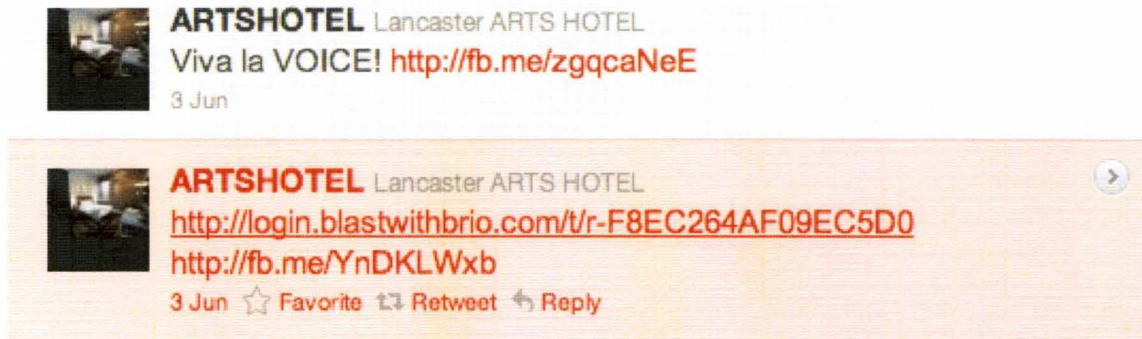 ARTSHOTEL Lancaster ARTS HOTEL
Viva la VOICE! http://fb.me/zgqcaNeE
3 Jun
ARTSHOTEL Lancaster ARTS HOTEL
http://login.blastwithbrio.com/t/r-F8EC264AF09EC5D0
http://fb.me/YnDKLWxb
3 Jun Favorite Retweet Reply